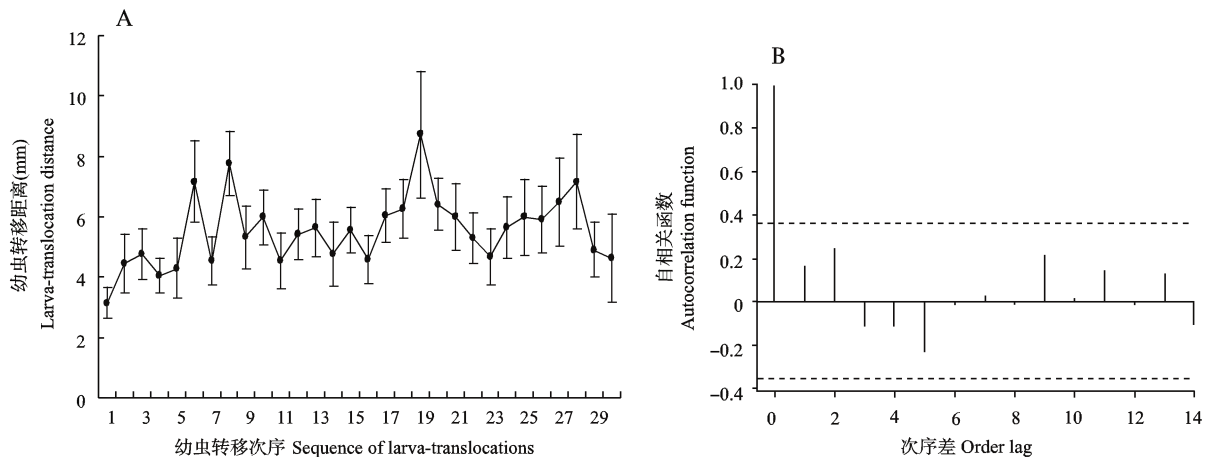 A
12
10
8
6
4
2
0
幼虫转移距离(mm)
Larva-translocation distance
1 3 5 7 9 11 13 15 17 19 21 23 25 27 29
幼虫转移次序 Sequence of larva-translocations
B
1.0
0.8
0.6
0.4
0.2
0
−0.2
−0.4
自相关函数
Autocorrelation function
0 2 4 6 8 10 12 14
次序差 Order lag